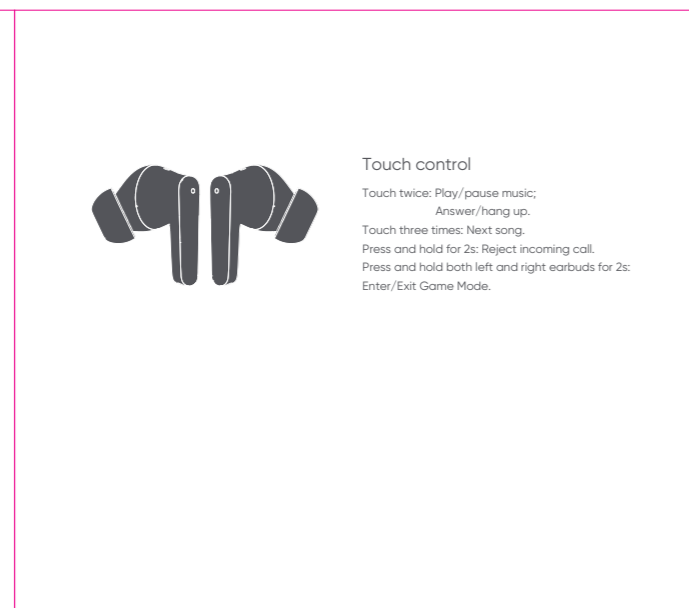 Touch control
Touch twice: Play/pause music;
Answer/hang up.
Touch three times: Next song.
Press and hold for 2s: Reject incoming call.
Press and hold both left and right earbuds for 2s:
Enter/Exit Game Mode.